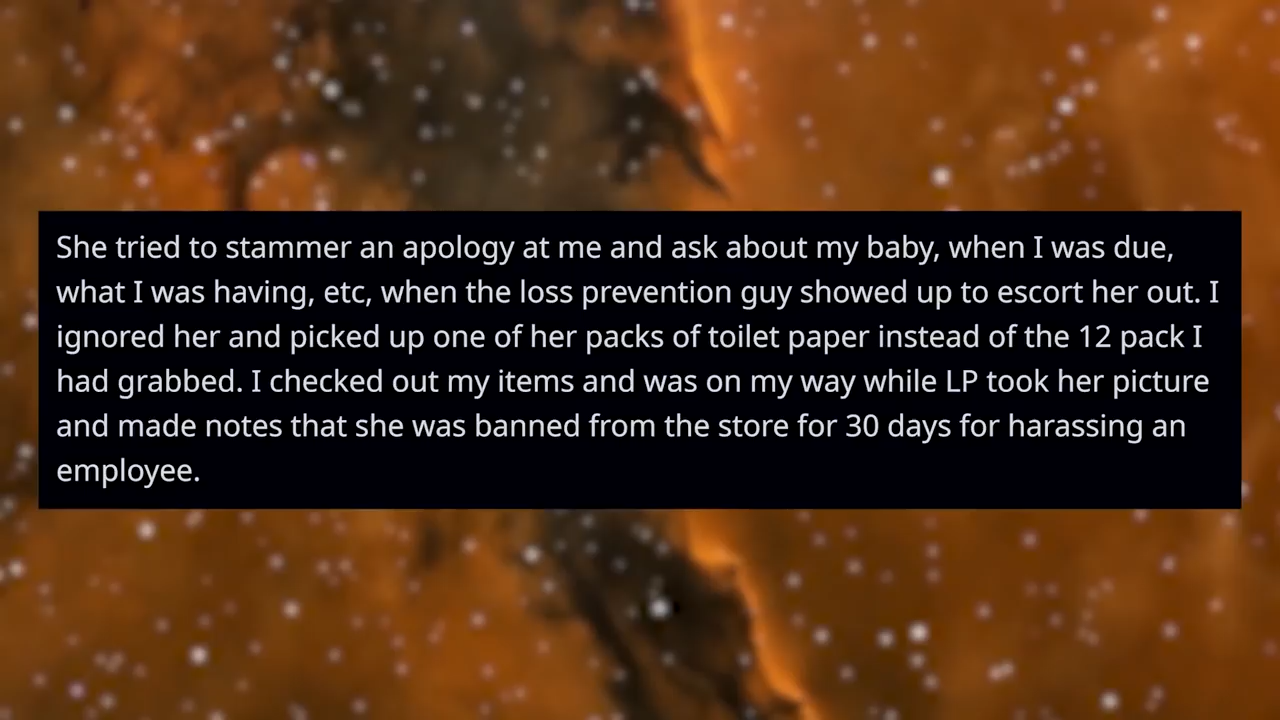 She tried to stammer an apology at me and ask about my baby, when I was due,
what I was having, etc, when the loss prevention guy showed up to escort her out. I
ignored her and picked up one of her packs of toilet paper instead of the 12 pack I
had grabbed. I checked out my items and was on my way while LP took her picture
and made notes that she was banned from the store for 30 days for harassing an
employee.